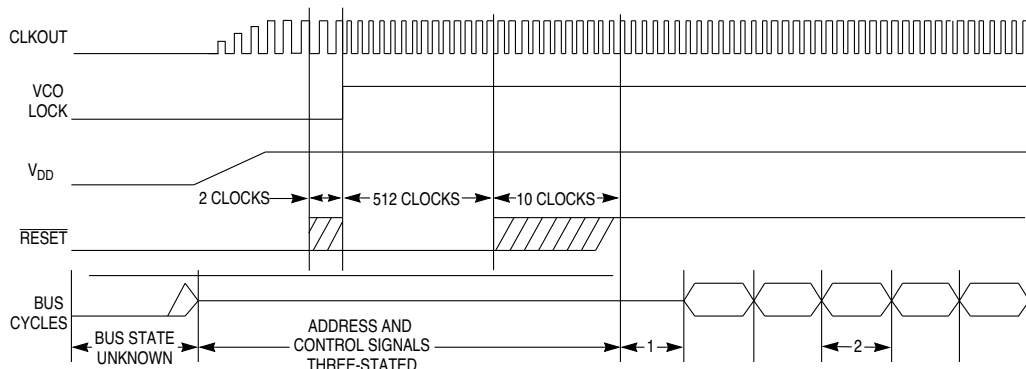 CLKOUT
VCO
LOCK
VDD
2 CLOCKS
512 CLOCKS
10 CLOCKS
RESET
BUS
CYCLES
BUS STATE
UNKNOWN
ADDRESS AND
CONTROL SIGNALS
THREE-STATED
1
2